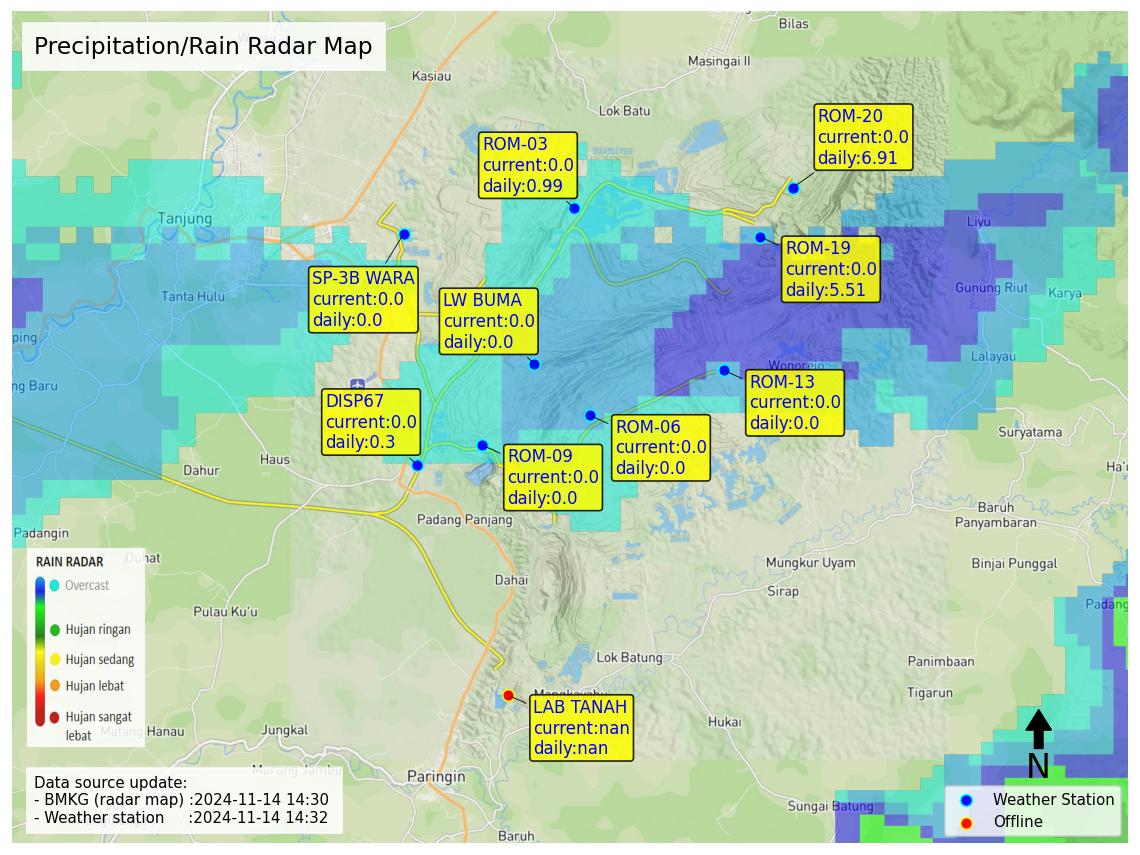 Precipitation/Rain Radar Map
Bilas
Masingai II
Kasiau
Lok Batu
ROM-20
current:0.0
daily:6.91
ROM-03
current:0.0
daily:0.99
Tanjung
Liyu
ROM-19
current:0.0
daily:5.51
SP-3B WARA
current:0.0
daily:0.0
Tanta Hulu
LW BUMA
current:0.0
daily:0.0
Gunung Riut
Karya
ping
Lalayau
Wonorejo
ng Baru
ROM-13
current:0.0
daily:0.0
DISP67
current:0.0
daily:0.3
ROM-06
current:0.0
daily:0.0
Suryatama
Haus
Dahur
ROM-09
current:0.0
daily:0.0
Ha'u
Baruh
Panyambaran
Padang Panjang
Padangin
Duhat
Mungkur Uyam
Binjai Punggal
Dahai
Sirap
Padang
Pulau Ku'u
RAIN RADAR
Overcast
Hujan ringan
Hujan sedang
Hujan lebat
Hujan sangat
lebat
Lok Batung
Panimbaan
Tigarun
LAB TANAH
current:nan
daily:nan
Hukai
Matang Hanau
Jungkal
Murung Jambu
Paringin
N
Data source update:
- BMKG (radar map) :2024-11-14 14:30
- Weather station :2024-11-14 14:32
Sungai Batung
Baruh
Weather Station
Offline